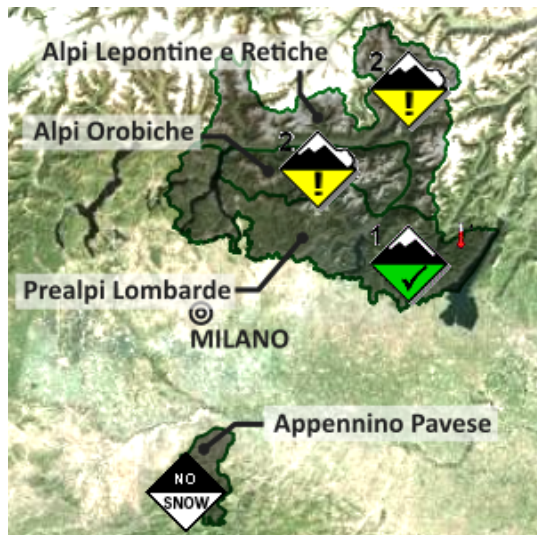 Alpi Lepontine e Retiche
2
Alpi Orobiche
2
!
!
1
Prealpi Lombarde
MILANO
Appennino Pavese
NO
SNOW